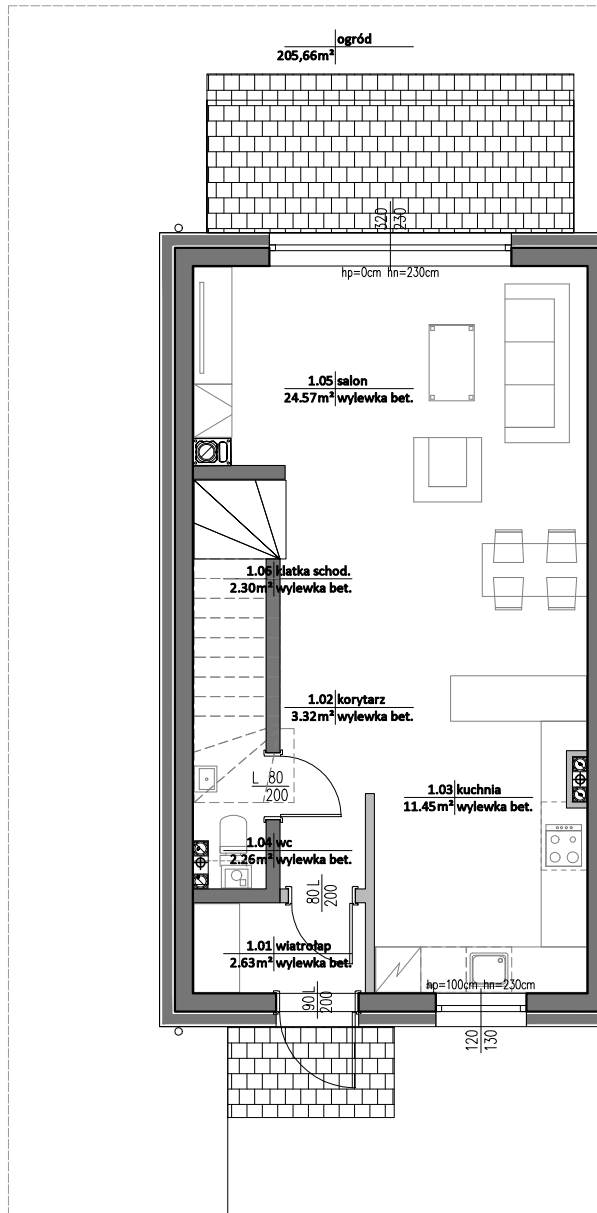 ogród
205,66m²
320
230
hp=0cm hn=230cm
1.05 salon
24.57m² wylewka bet.
1.06 klatka schod.
2.30m² wylewka bet.
1.02 korytarz
3.32m² wylewka bet.
L 80
200
1.03 kuchnia
11.45m² wylewka bet.
1.04 wc
2.26m² wylewka bet.
80 L
200
1.01 wiatrołap
2.63m² wylewka bet.
hp=100cm hn=230cm
90 L
200
120
130